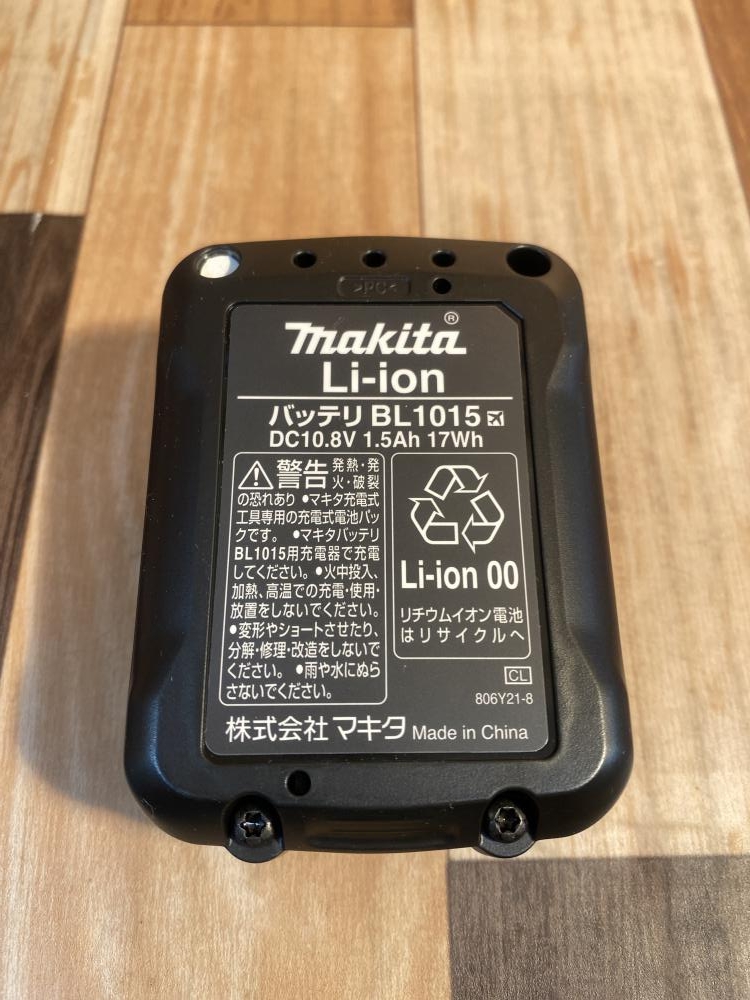 >PC<
makita®
Li-ion
バッテリ BL1015
DC10.8V 1.5Ah 17Wh
警告 発熱・発
火・破裂
の恐れあり ●マキタ充電式
工具専用の充電式電池パッ
クです。 ●マキタバッテリ
BL1015用充電器で充電
してください。●火中投入、
加熱、高温での充電・使用・
放置をしないでください。
●変形やショートさせたり、
分解・修理・改造をしないで
ください。 ●雨や水にぬら
さないでください。
Li-ion 00
リチウムイオン電池
はリサイクルへ
CL
806Y21-8
株式会社 マキタ Made in China